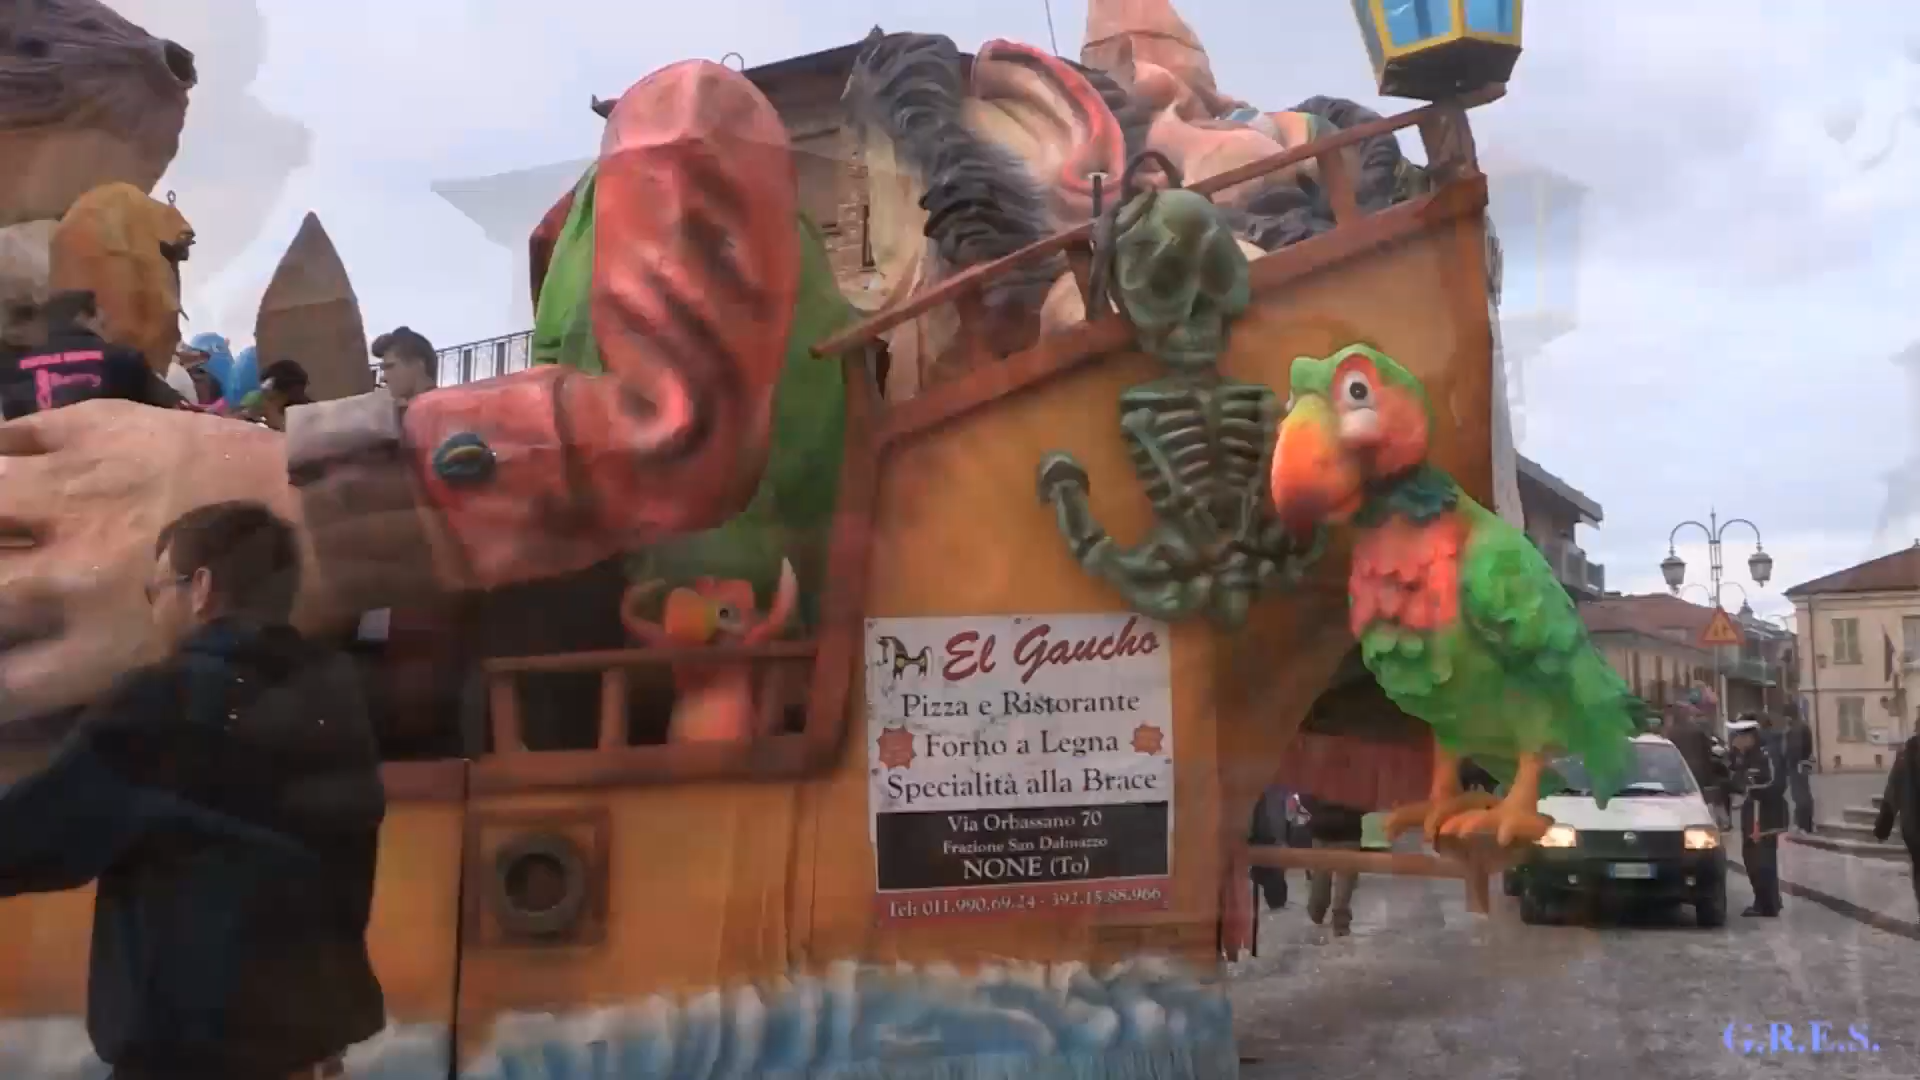 El Gaucho
Pizza e Ristorante
Forno a Legna
Specialità alla Brace
Via Orbassano 70
Frazione San Dalmazzo
NONE (To)
Tel: 011.990.69.24 - 392.15.88.966
G.R.E.S.